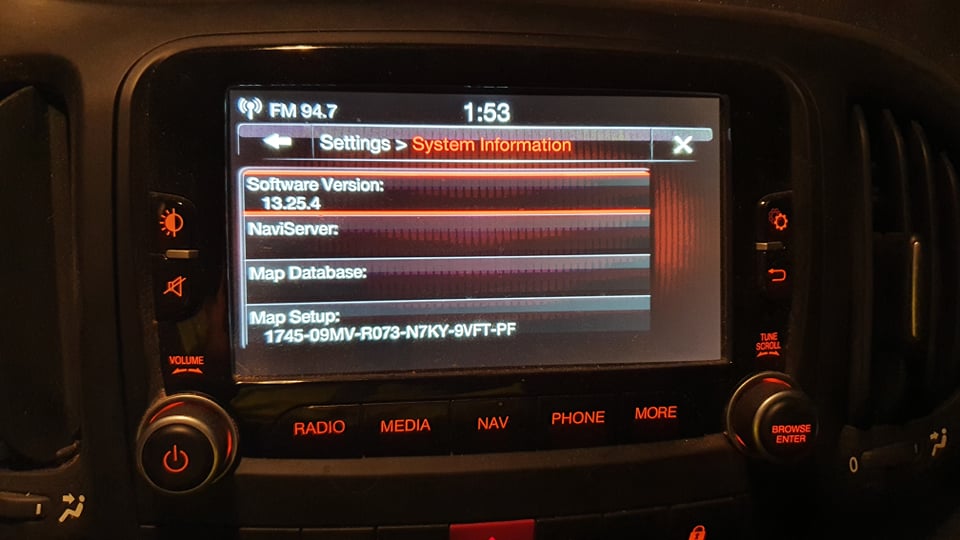 FM 94.7
1:53
Settings > System Information
Software Version:
13.25.4
NaviServer:
Map Database:
Map Setup:
1745-09MV-R073-N7KY-9VFT-PF
VOLUME
TUNE
SCROLL
RADIO
MEDIA
NAV
PHONE
MORE
BROWSE
ENTER
0